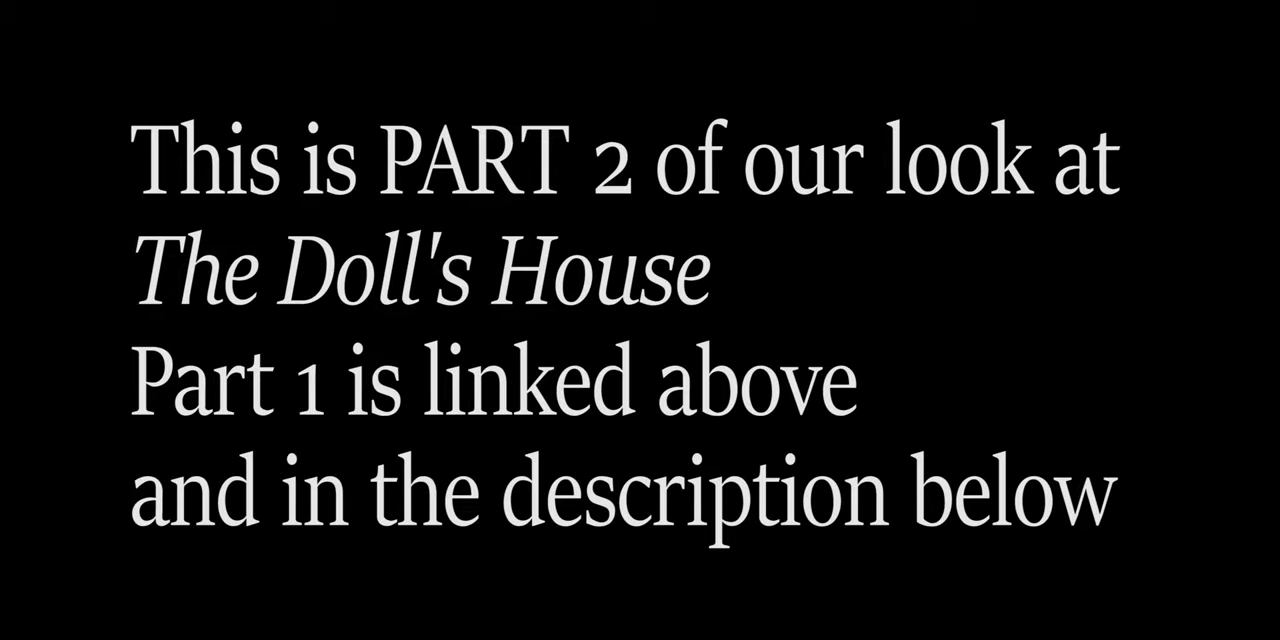 This is PART 2 of our look at
The Doll's House
Part 1 is linked above
and in the description below